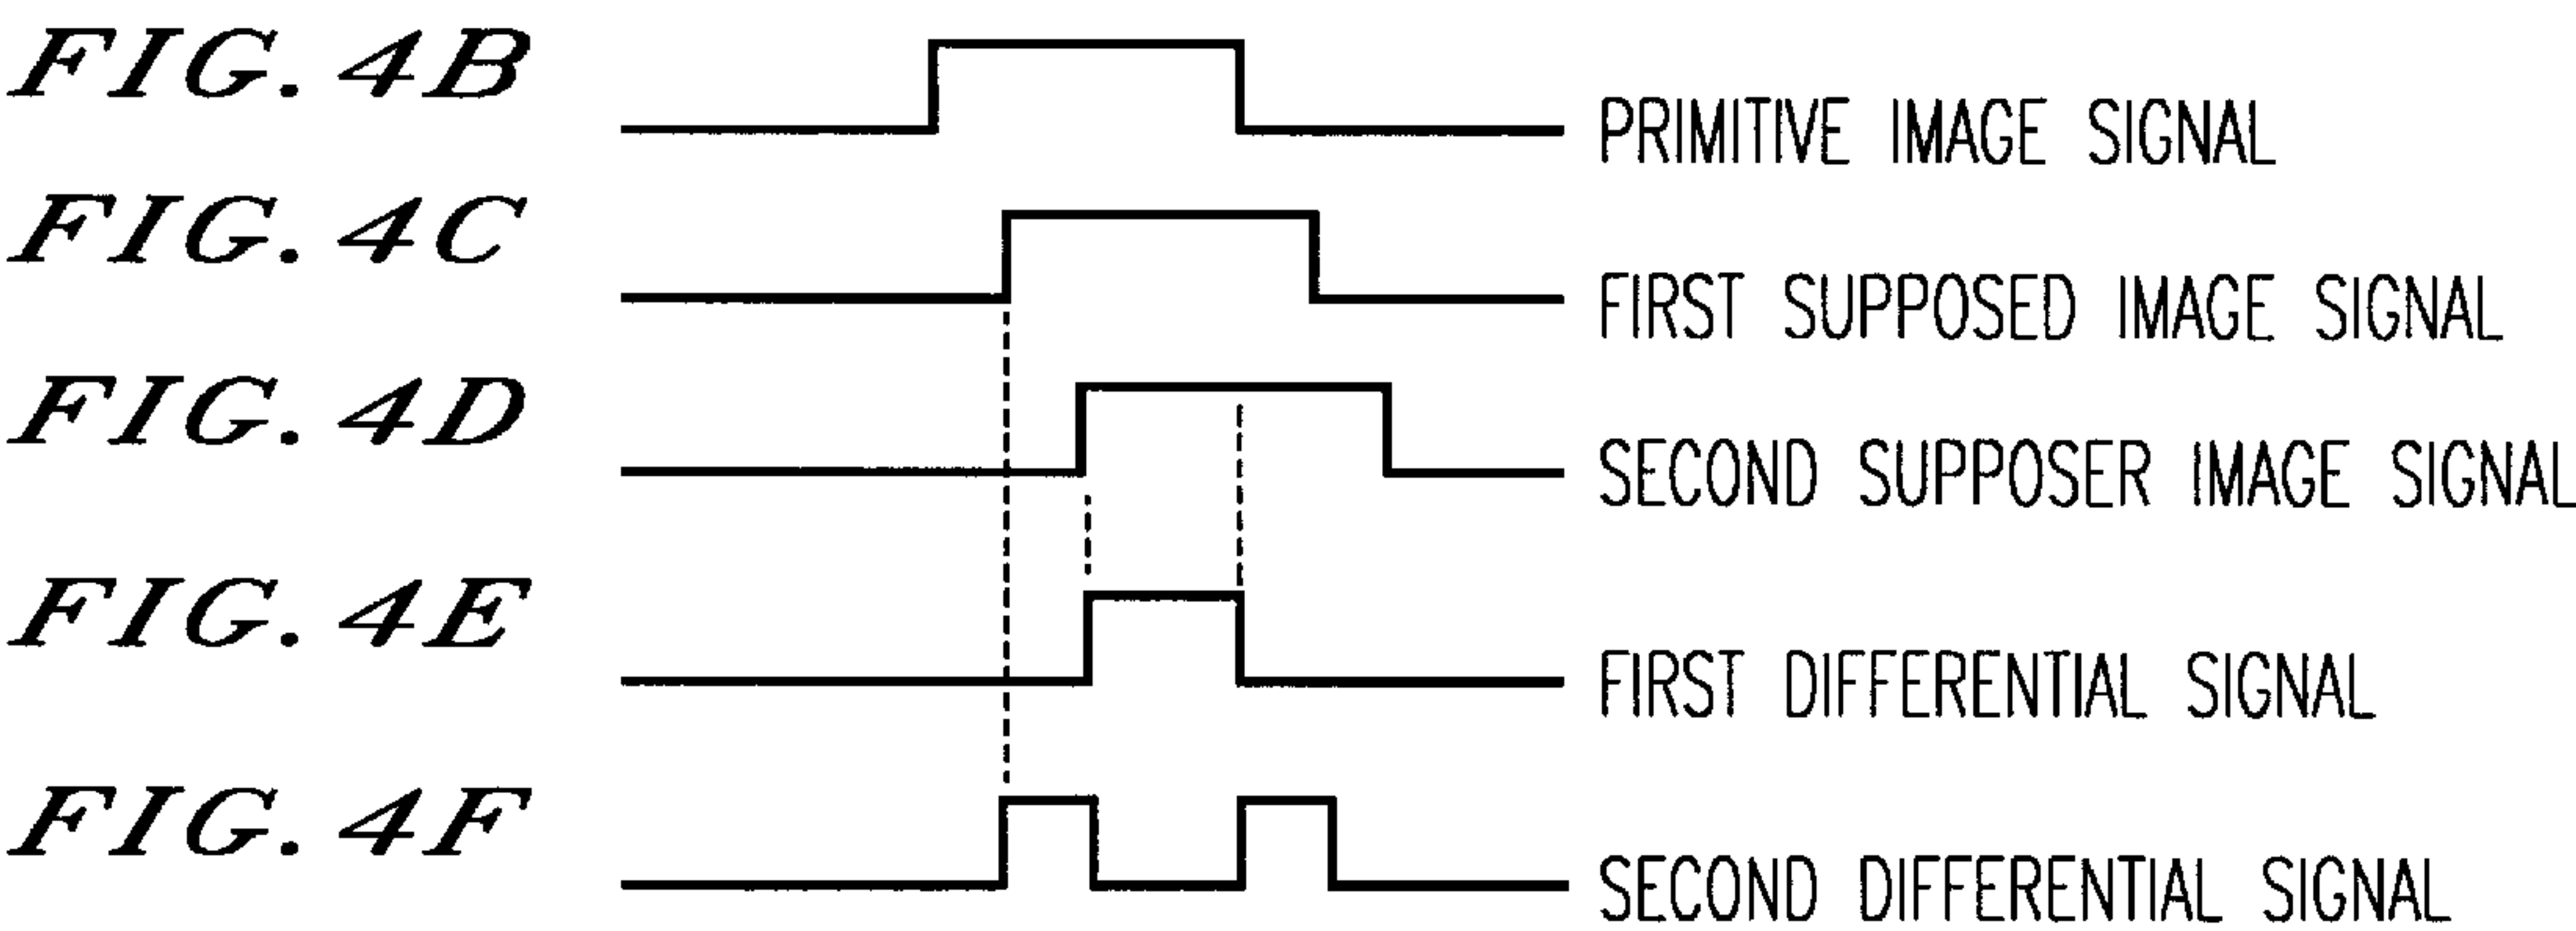 FIG. 4B
PRIMITIVE IMAGE SIGNAL
FIG. 4C
FIRST SUPPOSED IMAGE SIGNAL
FIG. 4D
SECOND SUPPOSER IMAGE SIGNAL
FIG. 4E
FIRST DIFFERENTIAL SIGNAL
FIG. 4F
SECOND DIFFERENTIAL SIGNAL